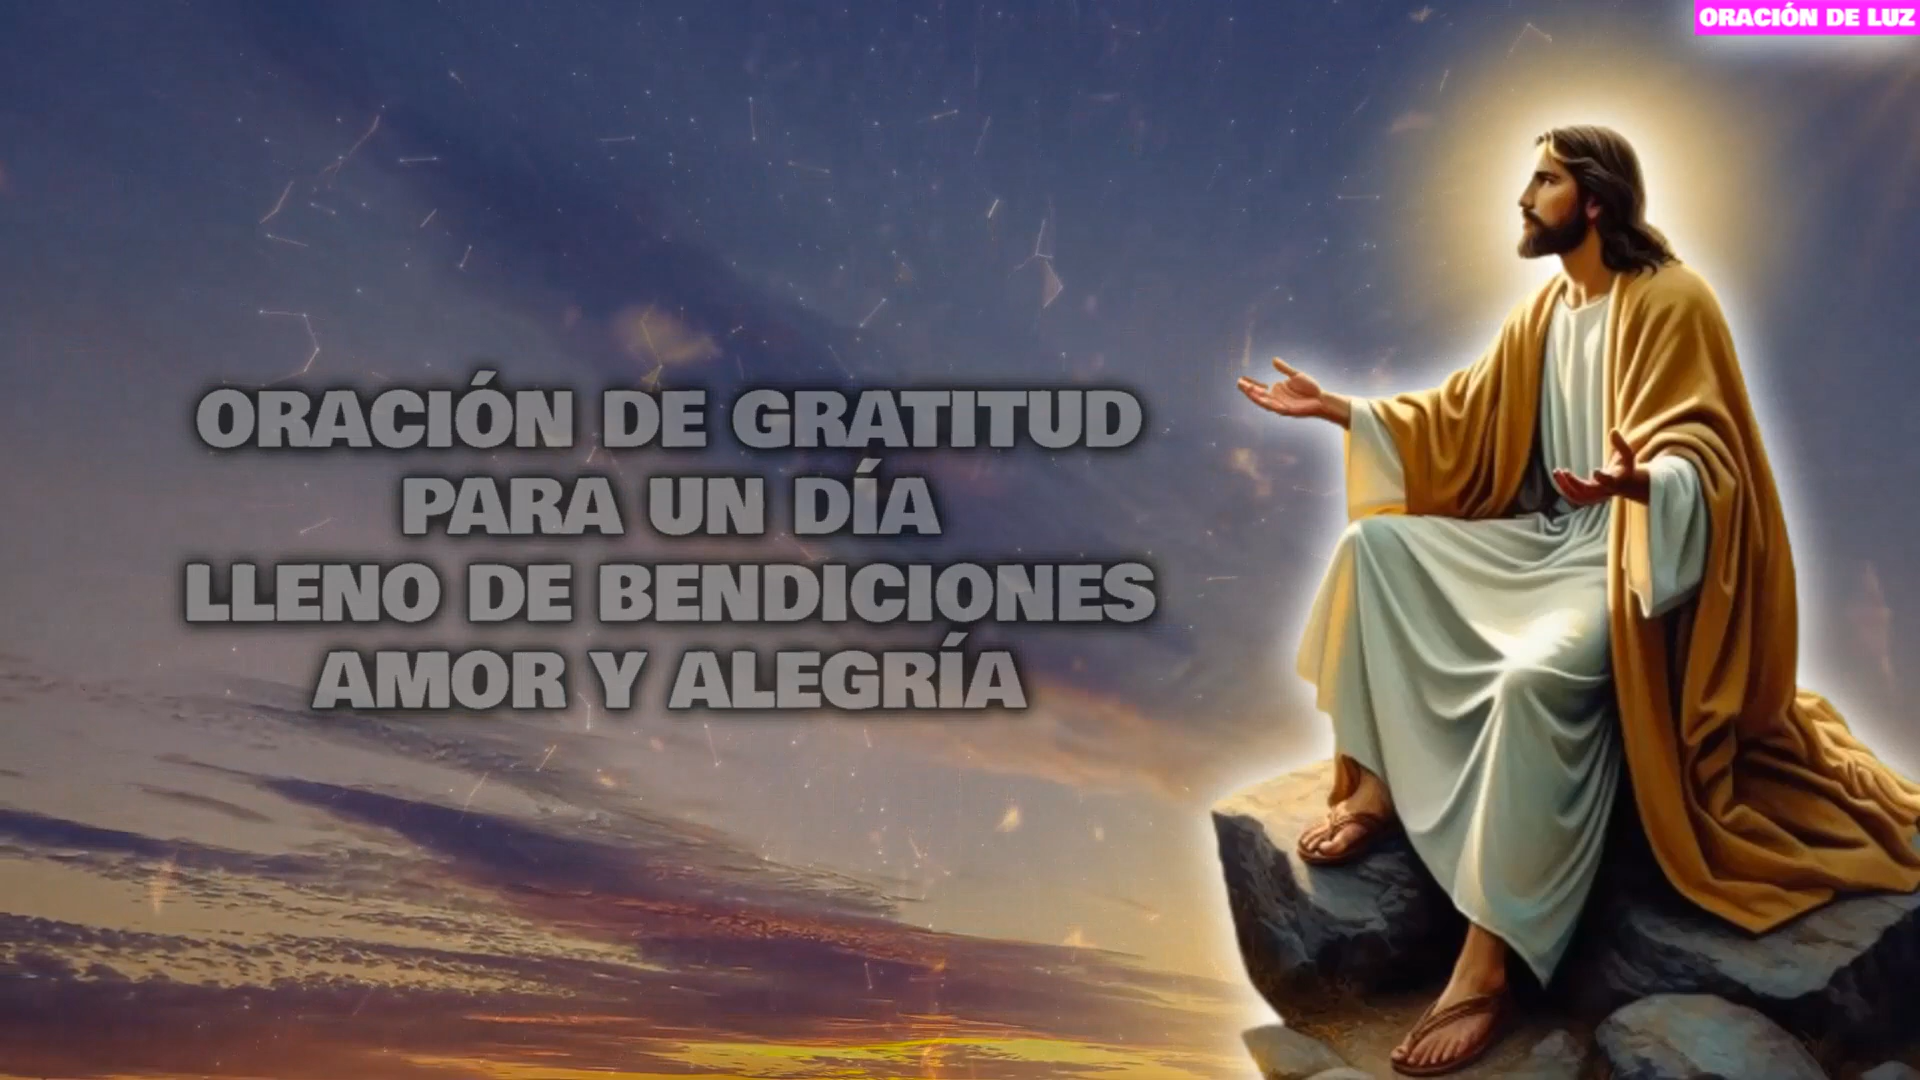 ORACIÓN DE LUZ
ORACIÓN DE GRATITUD
PARA UN DÍA
LLENO DE BENDICIONES
AMOR Y ALEGRÍA